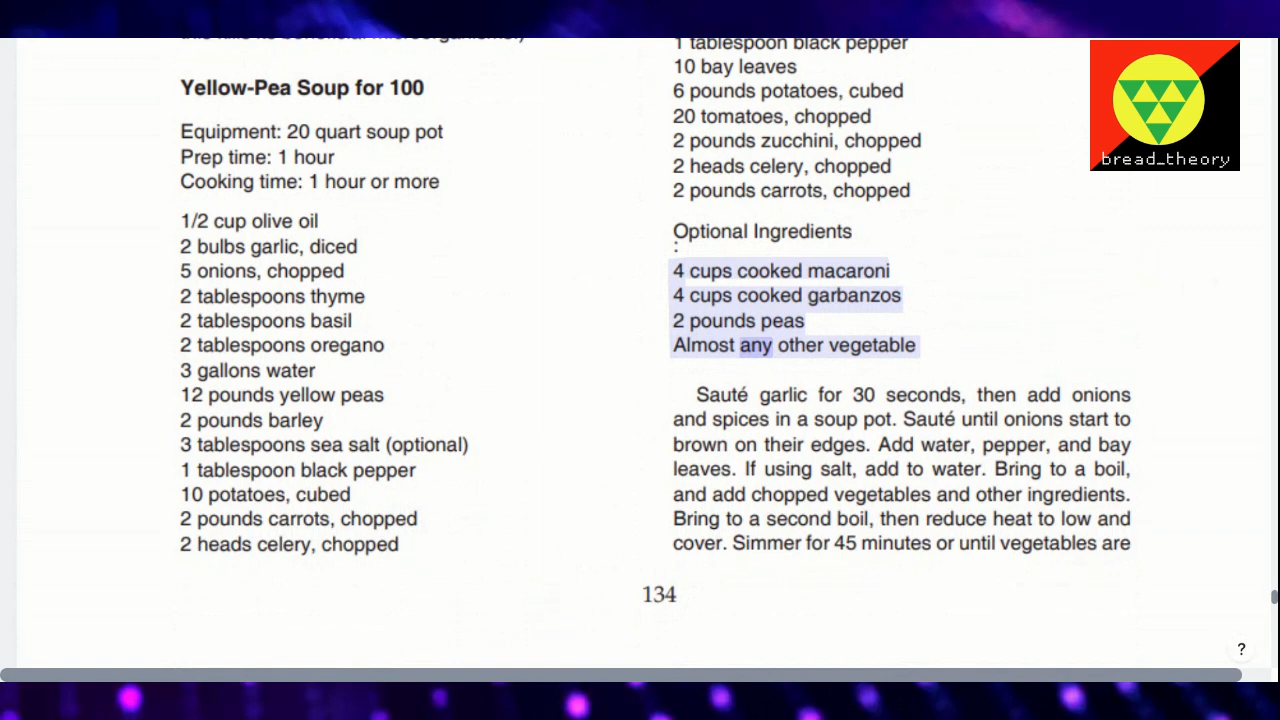 Yellow-Pea Soup for 100
Equipment: 20 quart soup pot
Prep time: 1 hour
Cooking time: 1 hour or more
1/2 cup olive oil
2 bulbs garlic, diced
5 onions, chopped
2 tablespoons thyme
2 tablespoons basil
2 tablespoons oregano
3 gallons water
12 pounds yellow peas
2 pounds barley
3 tablespoons sea salt (optional)
1 tablespoon black pepper
10 potatoes, cubed
2 pounds carrots, chopped
2 heads celery, chopped
1 tablespoon black pepper
10 bay leaves
6 pounds potatoes, cubed
20 tomatoes, chopped
2 pounds zucchini, chopped
2 heads celery, chopped
2 pounds carrots, chopped
Optional Ingredients
:
4 cups cooked macaroni
4 cups cooked garbanzos
2 pounds peas
Almost any other vegetable
Sauté garlic for 30 seconds, then add onions
and spices in a soup pot. Sauté until onions start to
brown on their edges. Add water, pepper, and bay
leaves. If using salt, add to water. Bring to a boil,
and add chopped vegetables and other ingredients.
Bring to a second boil, then reduce heat to low and
cover. Simmer for 45 minutes or until vegetables are
134
bread_theory
?